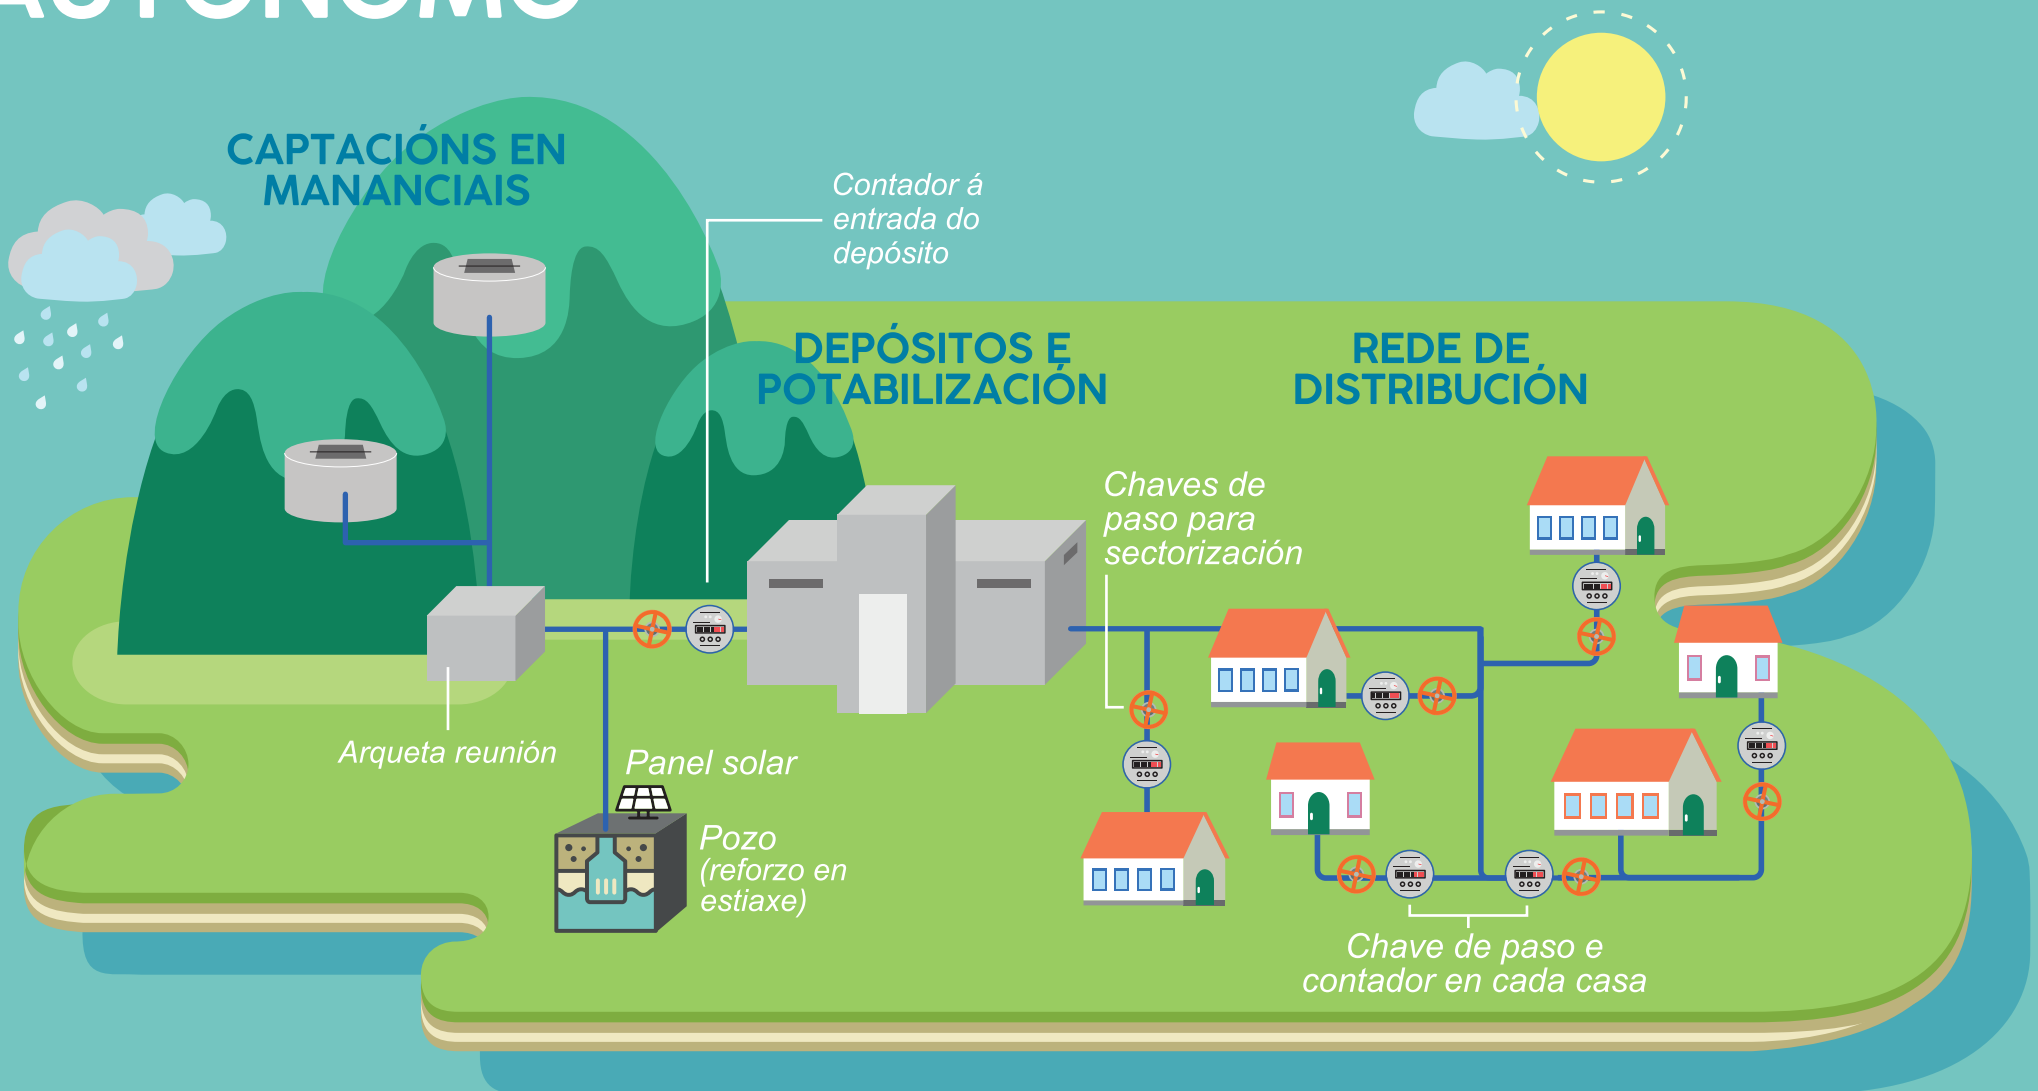 AUTÓNOMO
CAPTACIÓNS EN
MANANCIAIS
Contador á
entrada do
depósito
DEPÓSITOS E
POTABILIZACIÓN
REDE DE
DISTRIBUCIÓN
Chaves de
paso para
sectorización
Arqueta reunión
Panel solar
Pozo
(reforzo en
estiaxe)
Chave de paso e
contador en cada casa